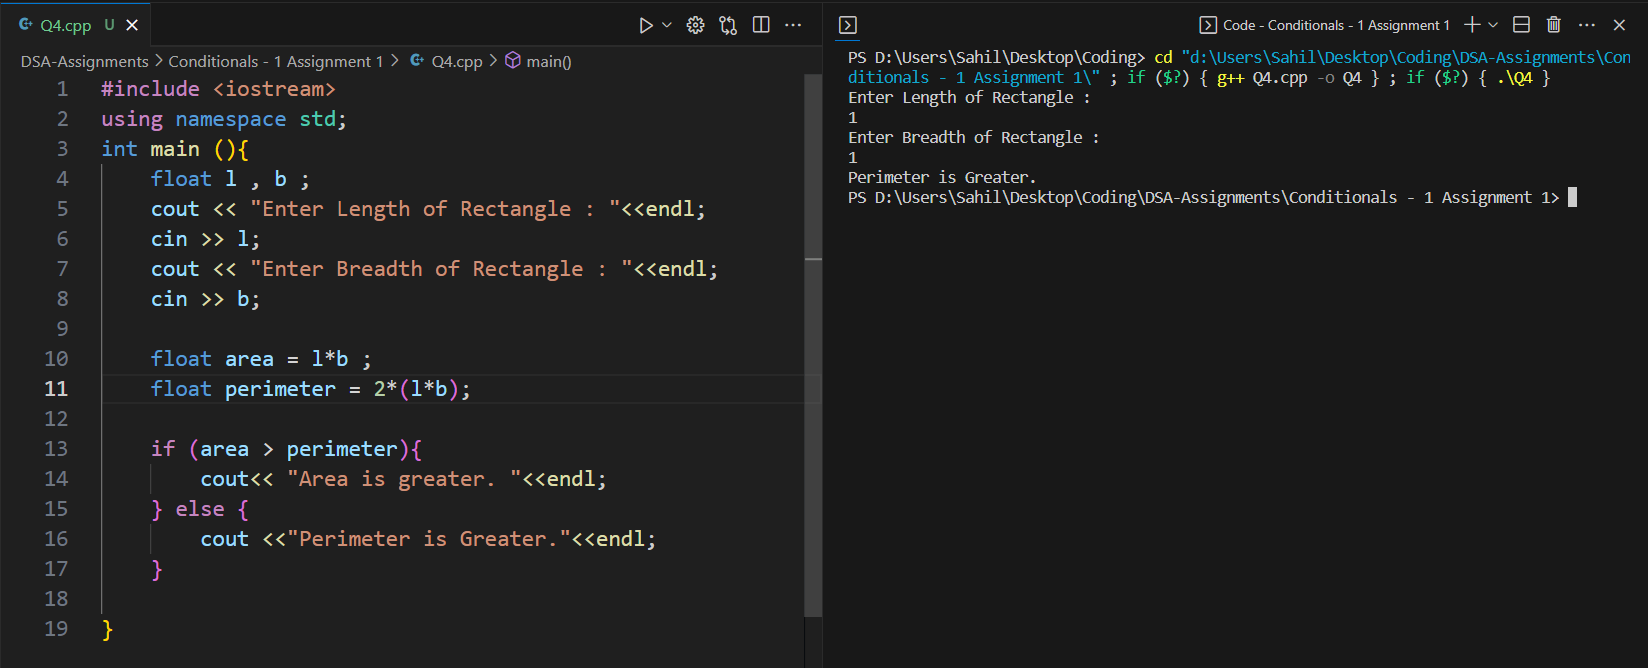 Q4.cpp U
DSA-Assignments > Conditionals - 1 Assignment 1 > Q4.cpp > main()
1 #include <iostream>
2 using namespace std;
3 int main (){
4 float l , b ;
5 cout << "Enter Length of Rectangle : "<<endl;
6 cin >> l;
7 cout << "Enter Breadth of Rectangle : "<<endl;
8 cin >> b;
9
10 float area = l*b ;
11 float perimeter = 2*(l*b);
12
13 if (area > perimeter){
14 cout<< "Area is greater. "<<endl;
15 } else {
16 cout <<"Perimeter is Greater."<<endl;
17 }
18
19 }
Code - Conditionals - 1 Assignment 1
PS D:\Users\Sahil\Desktop\Coding> cd "d:\Users\Sahil\Desktop\Coding\DSA-Assignments\Con
ditionals - 1 Assignment 1\" ; if ($?) { g++ Q4.cpp -o Q4 } ; if ($?) { .\Q4 }
Enter Length of Rectangle :
1
Enter Breadth of Rectangle :
1
Perimeter is Greater.
PS D:\Users\Sahil\Desktop\Coding\DSA-Assignments\Conditionals - 1 Assignment 1>